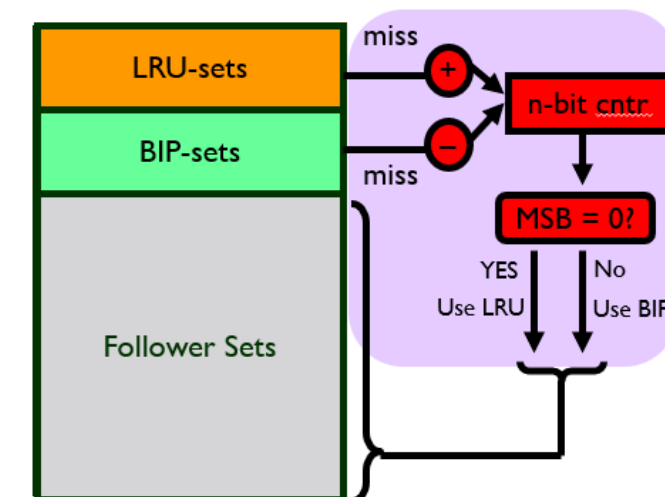 miss
LRU-sets
+
n-bit cntr
BIP-sets
–
miss
MSB = 0?
YES
No
Use LRU
Use BIP
Follower Sets